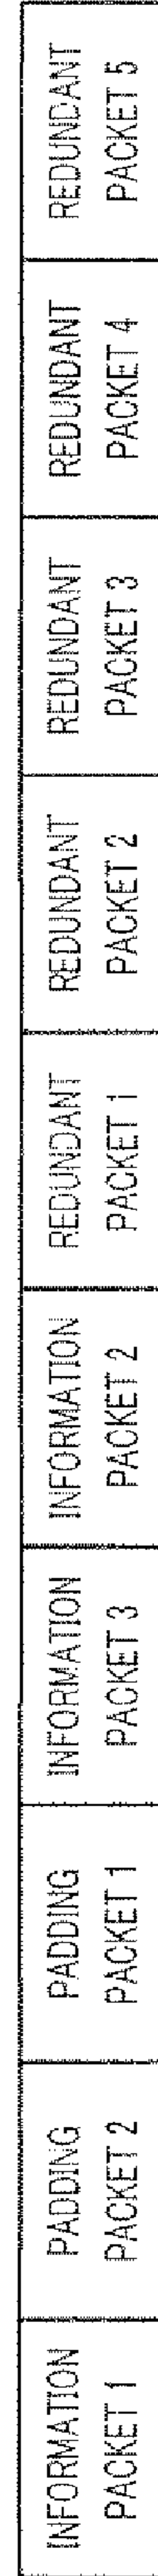 INFORMATION
PACKET 1
PADDING
PACKET 2
PADDING
PACKET 1
INFORMATION
PACKET 3
INFORMATION
PACKET 2
REDUNDANT
PACKET 1
REDUNDANT
PACKET 2
REDUNDANT
PACKET 3
REDUNDANT
PACKET 4
REDUNDANT
PACKET 5